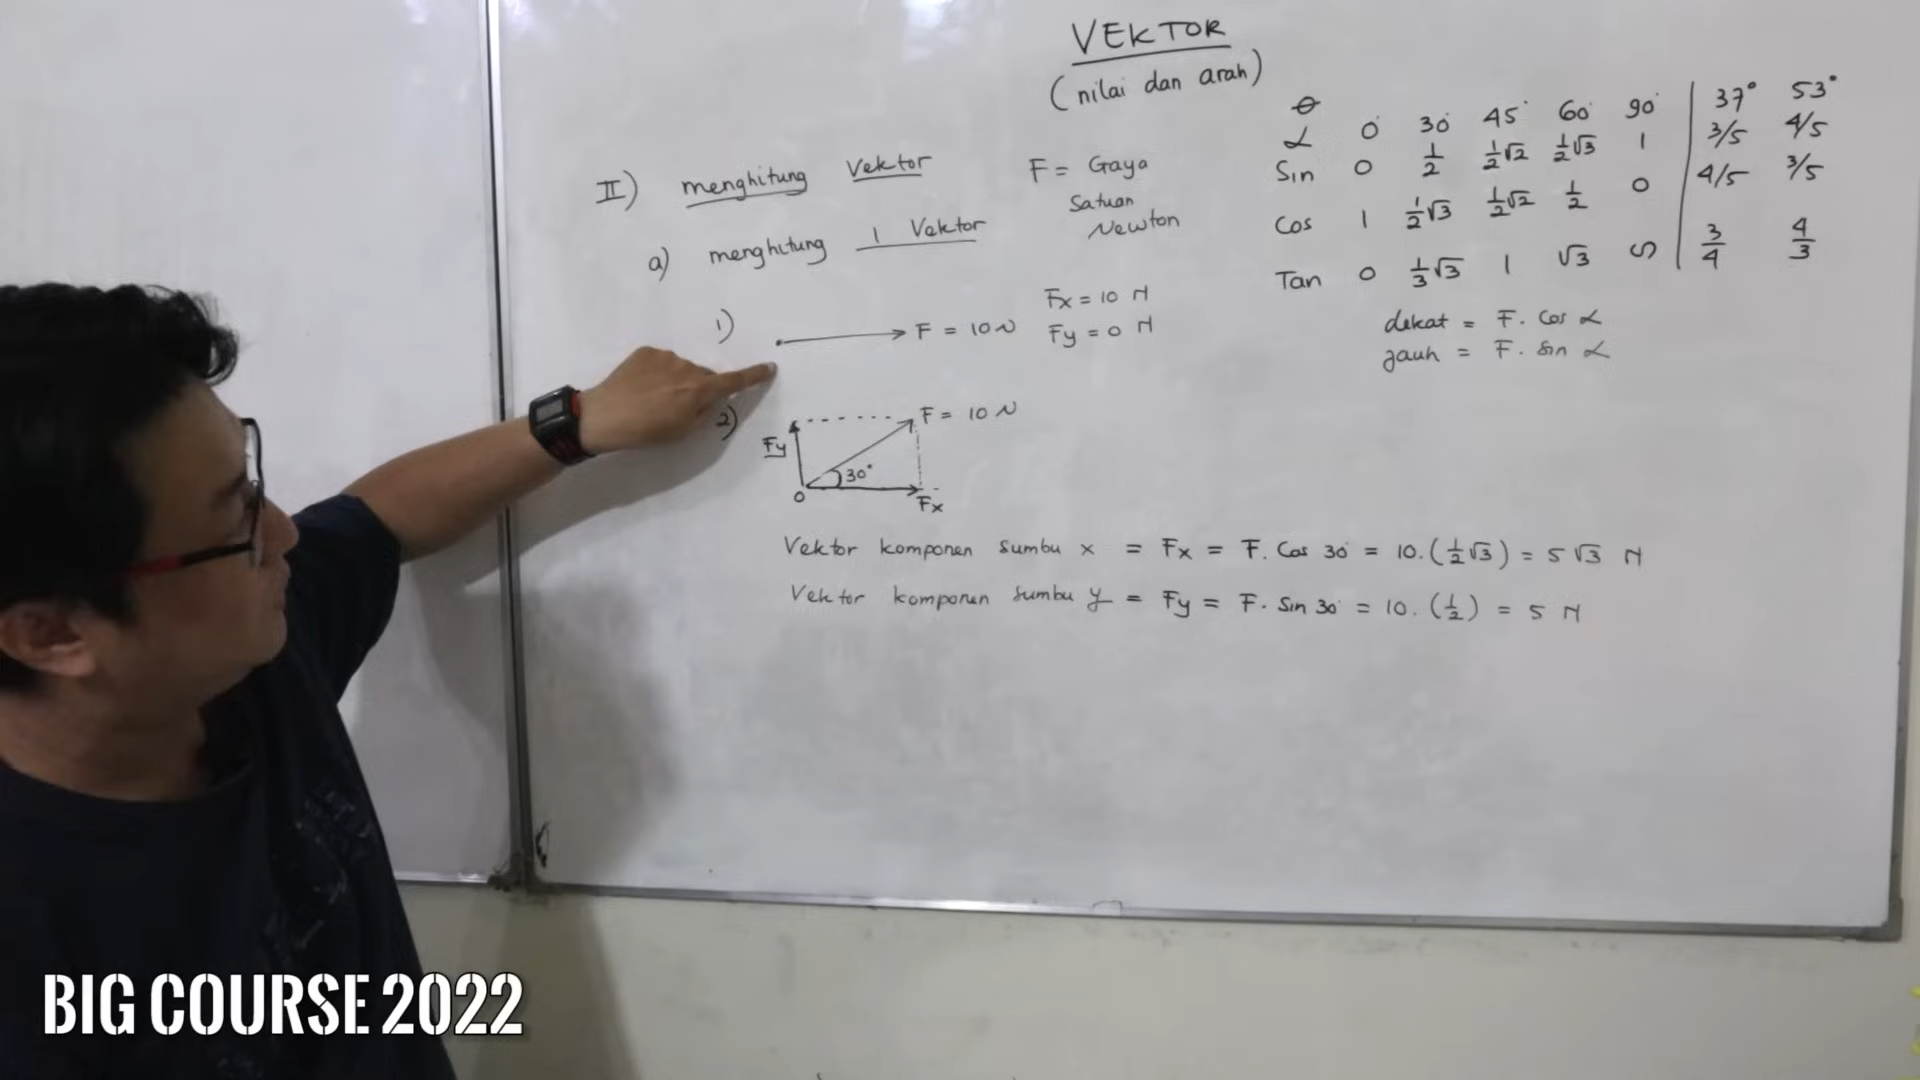 VEKTOR
(nilai dan arah)
II) menghitung Vektor
a) menghitung 1 Vektor
F = Gaya
Satuan
Newton
θ
α 0° 30° 45° 60° 90° 37° 53°
Sin 0 1/2 1/2√2 1/2√3 1 3/5 4/5
Cos 1 1/2√3 1/2√2 1/2 0 4/5 3/5
Tan 0 1/3√3 1 √3 ∽ 3/4 4/3
dekat = F. Cos α
jauh = F. Sin α
1) F = 10 N
Fx = 10 N
Fy = 0 N
2) F = 10 N
Fy
30°
O
Fx
Vektor komponen sumbu x = Fx = F. Cos 30° = 10. (1/2√3) = 5√3 N
Vektor komponen sumbu y = Fy = F. Sin 30° = 10. (1/2) = 5 N
BIG COURSE 2022